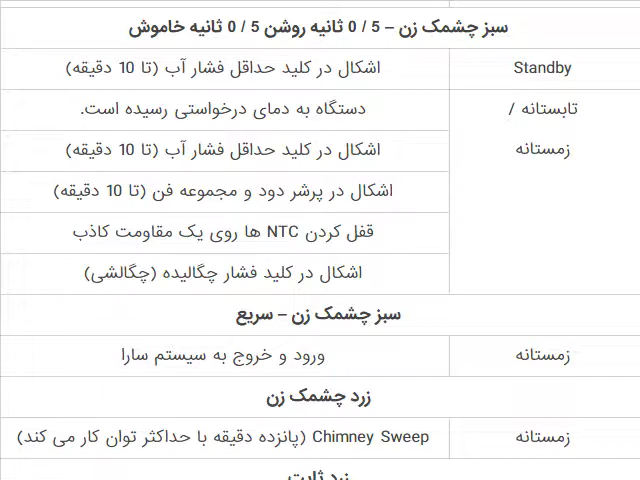 سبز چشمک زن – 5 / 0 ثانیه روشن 5 / 0 ثانیه خاموش
Standby
اشکال در کلید حداقل فشار آب (تا 10 دقیقه)
تابستانه /
زمستانه
دستگاه به دمای درخواستی رسیده است.
اشکال در کلید حداقل فشار آب (تا 10 دقیقه)
اشکال در پرشر دود و مجموعه فن (تا 10 دقیقه)
قفل کردن NTC ها روی یک مقاومت کاذب
اشکال در کلید فشار چگالیده (چگالشی)
سبز چشمک زن – سریع
زمستانه
ورود و خروج به سیستم سارا
زرد چشمک زن
زمستانه
Chimney Sweep (پانزده دقیقه با حداکثر توان کار می کند)
زرد ثابت